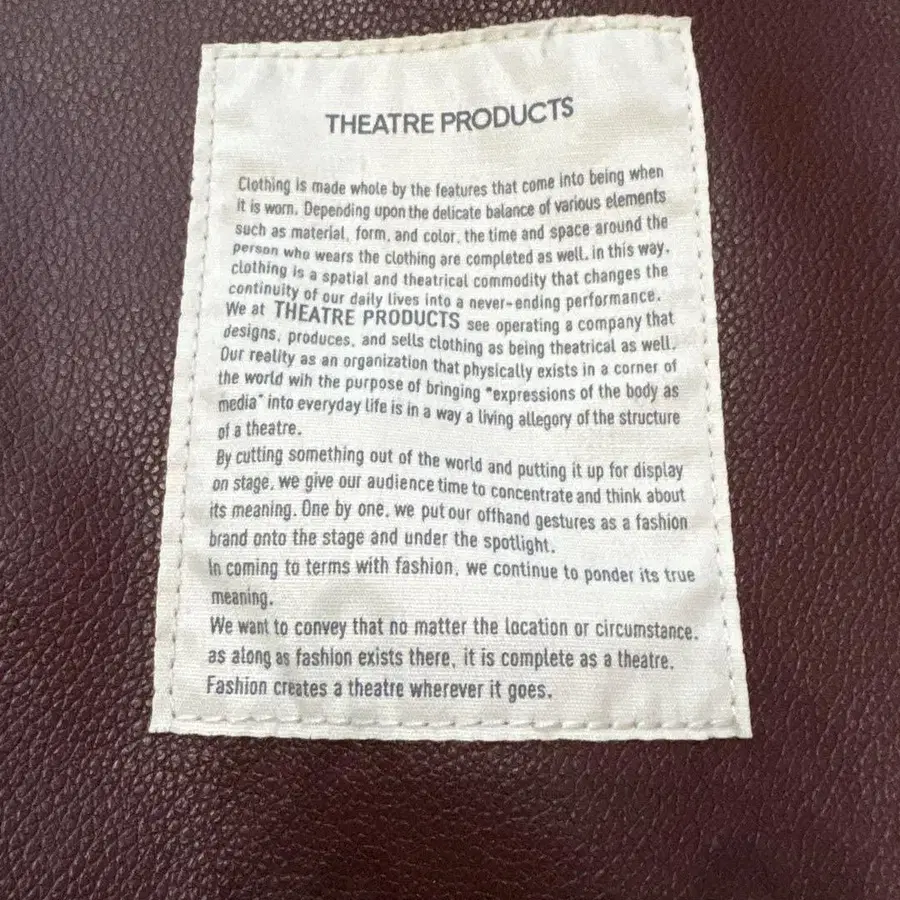 THEATRE PRODUCTS
Clothing is made whole by the features that come into being when
it is worn. Depending upon the delicate balance of various elements
such as material, form, and color, the time and space around the
person who wears the clothing are completed as well. in this way,
clothing is a spatial and theatrical commodity that changes the
continuity of our daily lives into a never-ending performance.
We at THEATRE PRODUCTS see operating a company that
designs, produces, and sells clothing as being theatrical as well.
Our reality as an organization that physically exists in a corner of
the world wih the purpose of bringing "expressions of the body as
media" into everyday life is in a way a living allegory of the structure
of a theatre.
By cutting something out of the world and putting it up for display
on stage, we give our audience time to concentrate and think about
its meaning. One by one, we put our offhand gestures as a fashion
brand onto the stage and under the spotlight.
In coming to terms with fashion, we continue to ponder its true
meaning.
We want to convey that no matter the location or circumstance,
as along as fashion exists there, it is complete as a theatre.
Fashion creates a theatre wherever it goes.